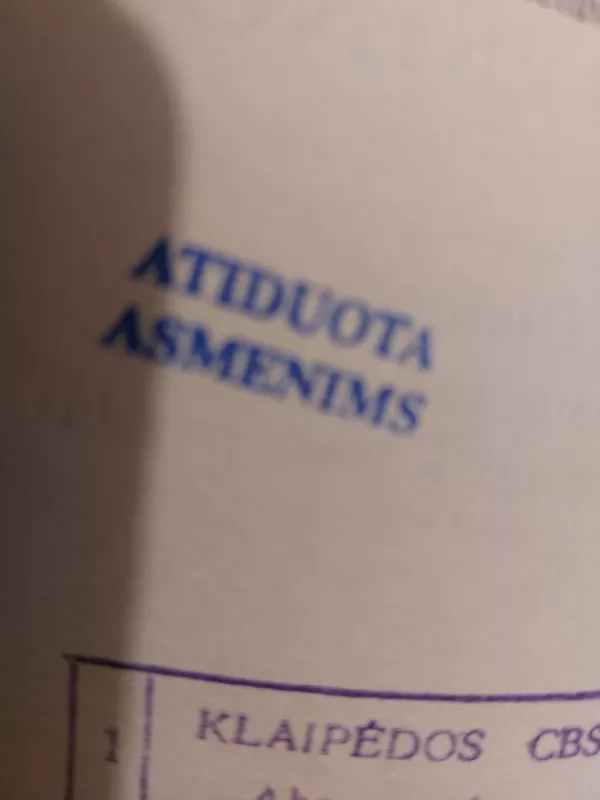 ATIDUOTA
ASMENIMS
1 KLAIPĖDOS CBS